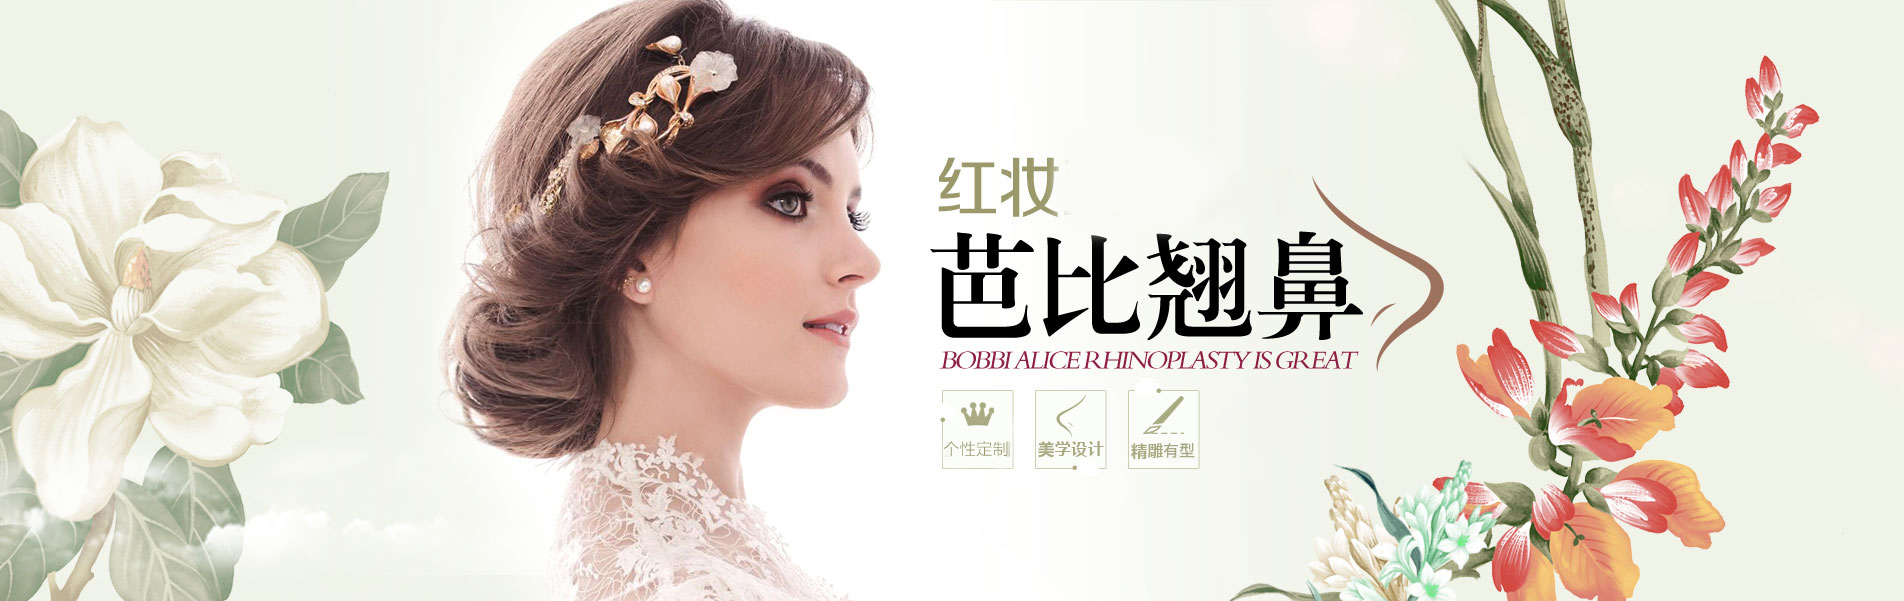 红妆
芭比翘鼻
BOBBI ALICE RHINOPLASTY IS GREAT
个性定制
美学设计
精雕有型